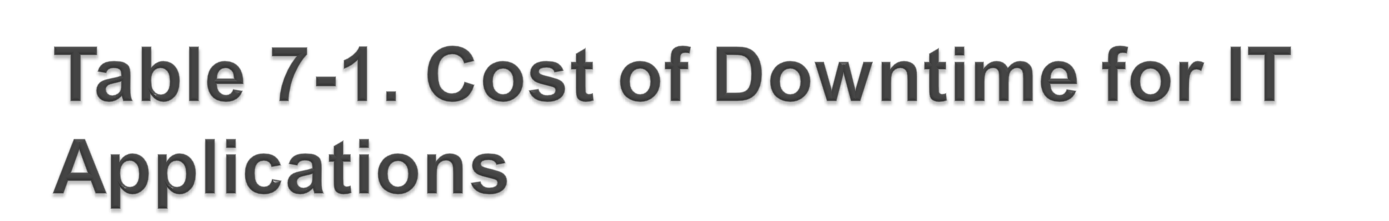 Table 7-1. Cost of Downtime for IT
Applications